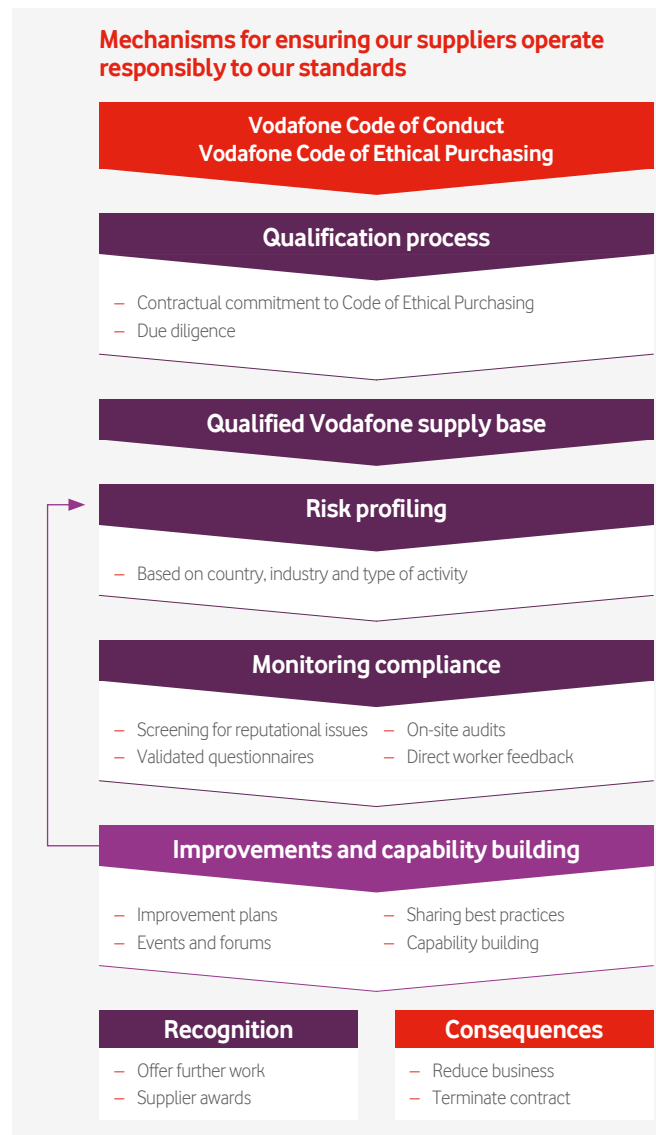 Mechanisms for ensuring our suppliers operate
responsibly to our standards
Vodafone Code of Conduct
Vodafone Code of Ethical Purchasing
Qualification process
– Contractual commitment to Code of Ethical Purchasing
– Due diligence
Qualified Vodafone supply base
Risk profiling
– Based on country, industry and type of activity
Monitoring compliance
– Screening for reputational issues
– Validated questionnaires
– On-site audits
– Direct worker feedback
Improvements and capability building
– Improvement plans
– Events and forums
– Sharing best practices
– Capability building
Recognition
– Offer further work
– Supplier awards
Consequences
– Reduce business
– Terminate contract